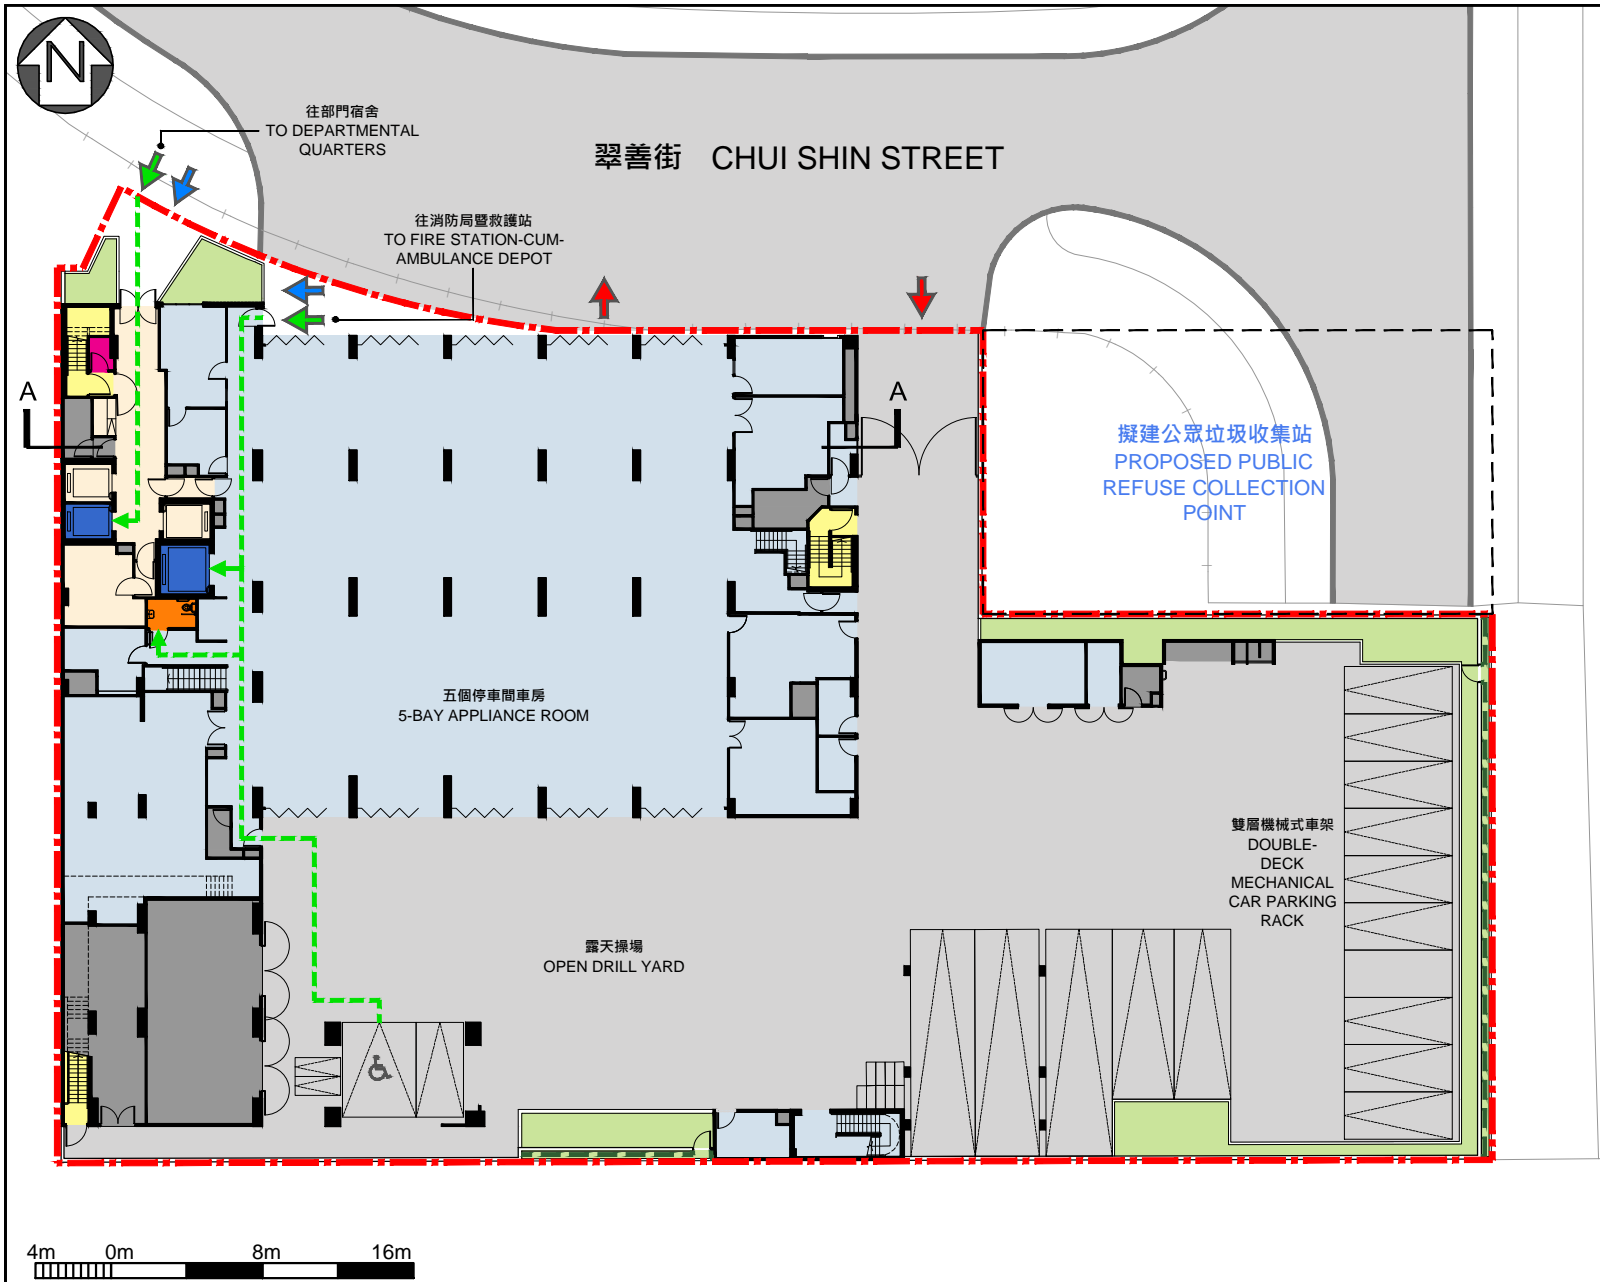 N
往部門宿舍
TO DEPARTMENTAL
QUARTERS
翠善街 CHUI SHIN STREET
往消防局暨救護站
TO FIRE STATION-CUM-
AMBULANCE DEPOT
A
A
擬建公眾垃圾收集站
PROPOSED PUBLIC
REFUSE COLLECTION
POINT
五個停車間車房
5-BAY APPLIANCE ROOM
雙層機械式車架
DOUBLE-
DECK
MECHANICAL
CAR PARKING
RACK
露天操場
OPEN DRILL YARD
4m 0m 8m 16m